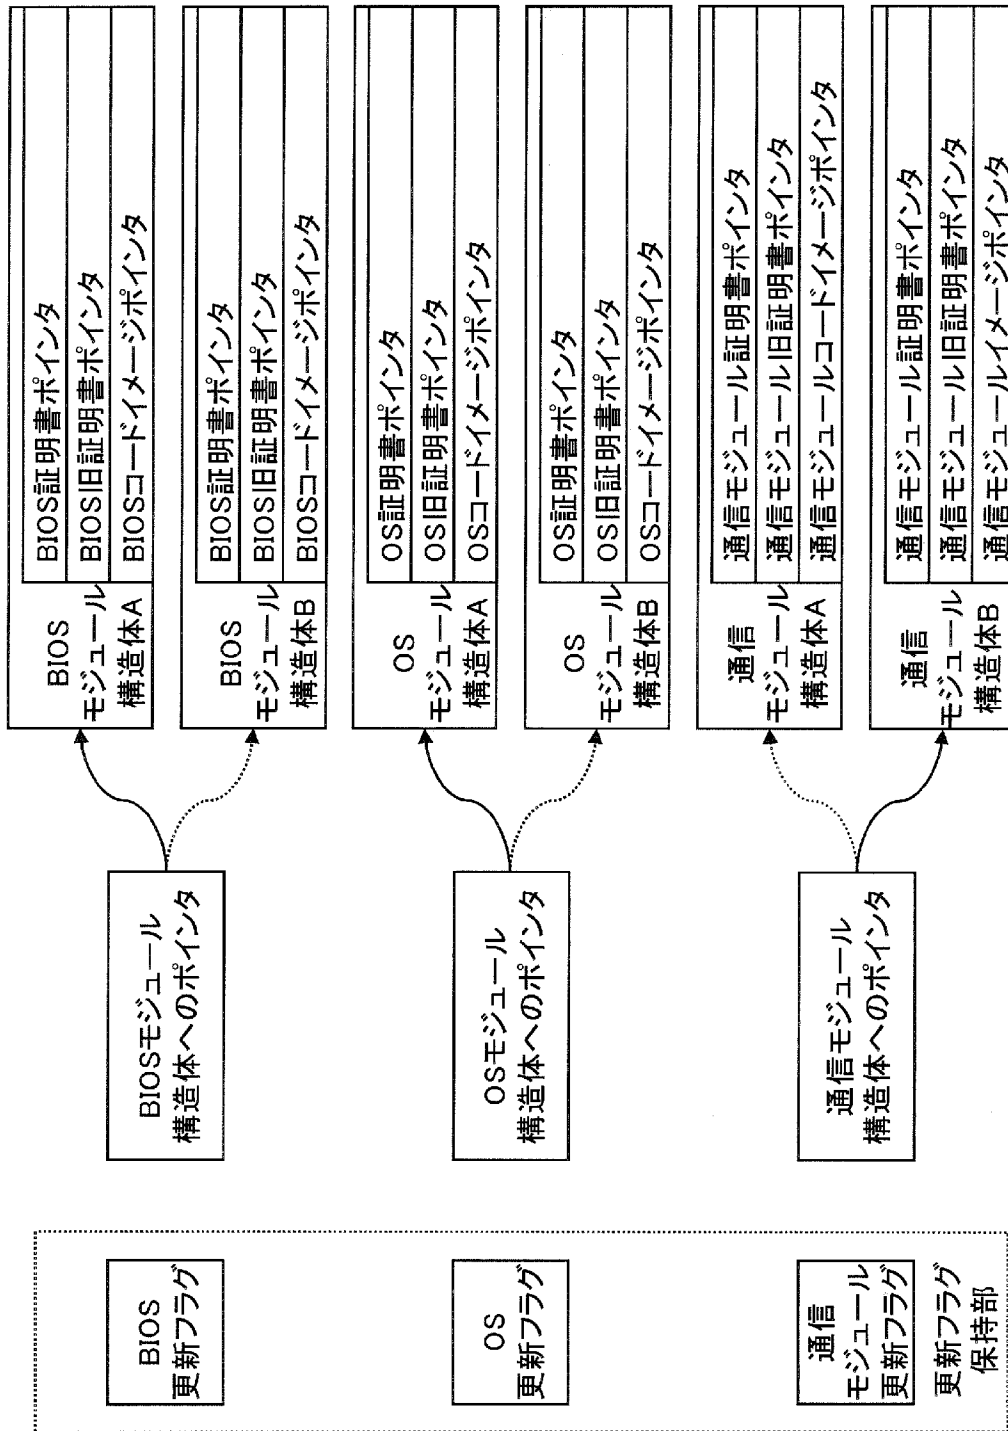 BIOS
更新フラグ
OS
更新フラグ
通信
モジュール
更新フラグ
更新フラグ
保持部
BIOSモジュール
構造体へのポインタ
OSモジュール
構造体へのポインタ
通信モジュール
構造体へのポインタ
BIOS
モジュール
構造体A
BIOS証明書ポインタ
BIOS旧証明書ポインタ
BIOSコードイメージポインタ
BIOS
モジュール
構造体B
BIOS証明書ポインタ
BIOS旧証明書ポインタ
BIOSコードイメージポインタ
OS
モジュール
構造体A
OS証明書ポインタ
OS旧証明書ポインタ
OSコードイメージポインタ
OS
モジュール
構造体B
OS証明書ポインタ
OS旧証明書ポインタ
OSコードイメージポインタ
通信
モジュール
構造体A
通信モジュール証明書ポインタ
通信モジュール旧証明書ポインタ
通信モジュールコードイメージポインタ
通信
モジュール
構造体B
通信モジュール証明書ポインタ
通信モジュール旧証明書ポインタ
通信モジュールイメージポインタ